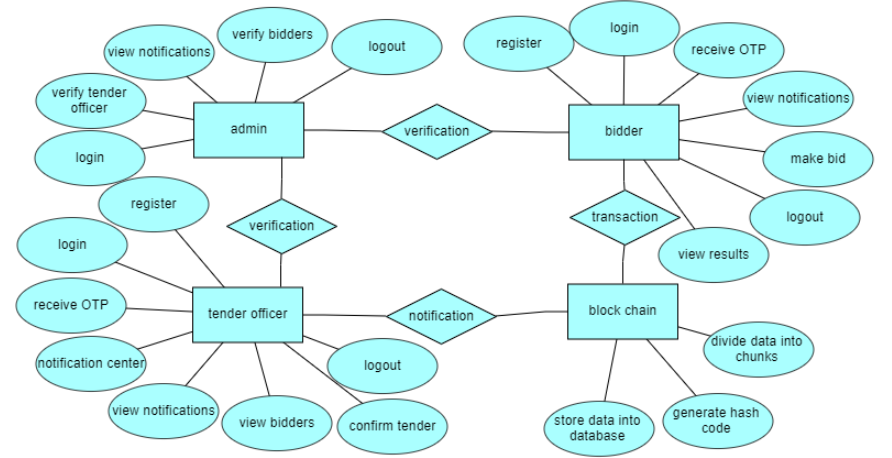 verify bidders
view notifications
logout
verify tender
officer
admin
login
verification
register
login
receive OTP
view notifications
bidder
make bid
logout
transaction
view results
verification
register
login
receive OTP
tender officer
notification center
view notifications
view bidders
confirm tender
logout
notification
block chain
divide data into
chunks
generate hash
code
store data into
database